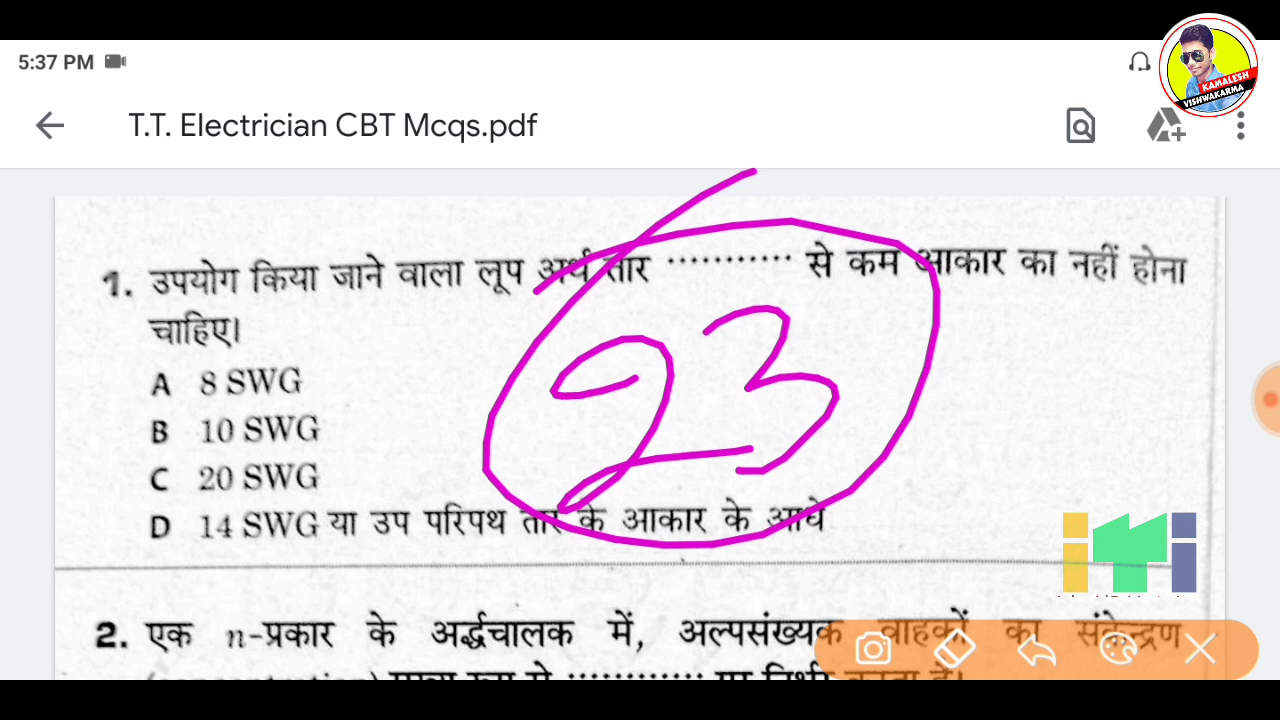 5:37 PM
KAMALESH
VISHWAKARMA
T.T. Electrician CBT Mcqs.pdf
1. उपयोग किया जाने वाला लूप अर्थ तार ............ से कम आकार का नहीं होना
चाहिए।
23
A 8 SWG
B 10 SWG
C 20 SWG
D 14 SWG या उप परिपथ तार के आकार के आधे
iti
2. एक n-प्रकार के अर्द्धचालक में, अल्पसंख्यक वाहकों का संकेन्द्रण